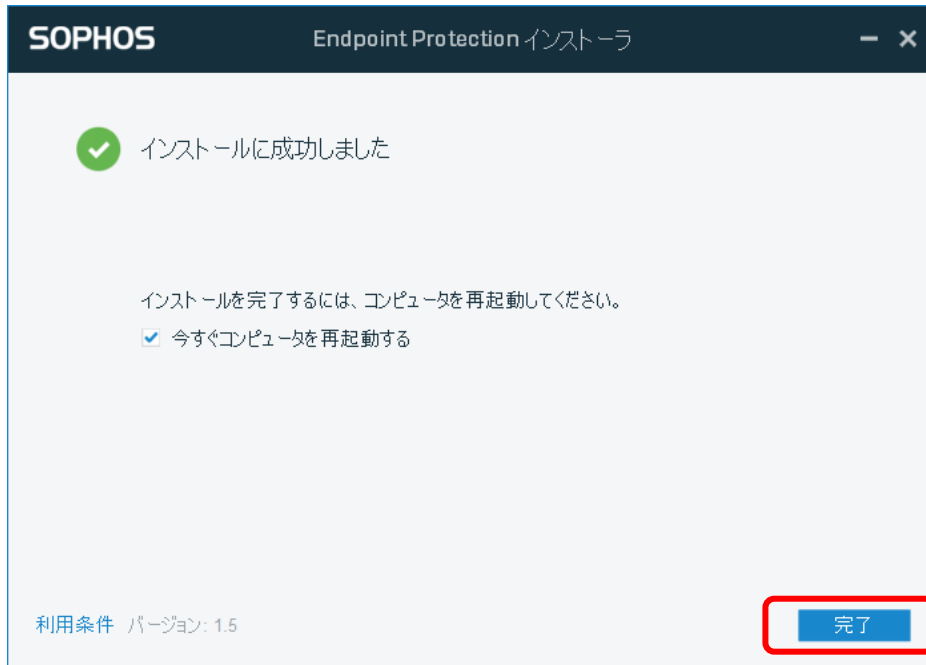 SOPHOS
Endpoint Protection インストーラ
インストールに成功しました
インストールを完了するには、コンピュータを再起動してください。
今すぐコンピュータを再起動する
利用条件 バージョン: 1.5
完了